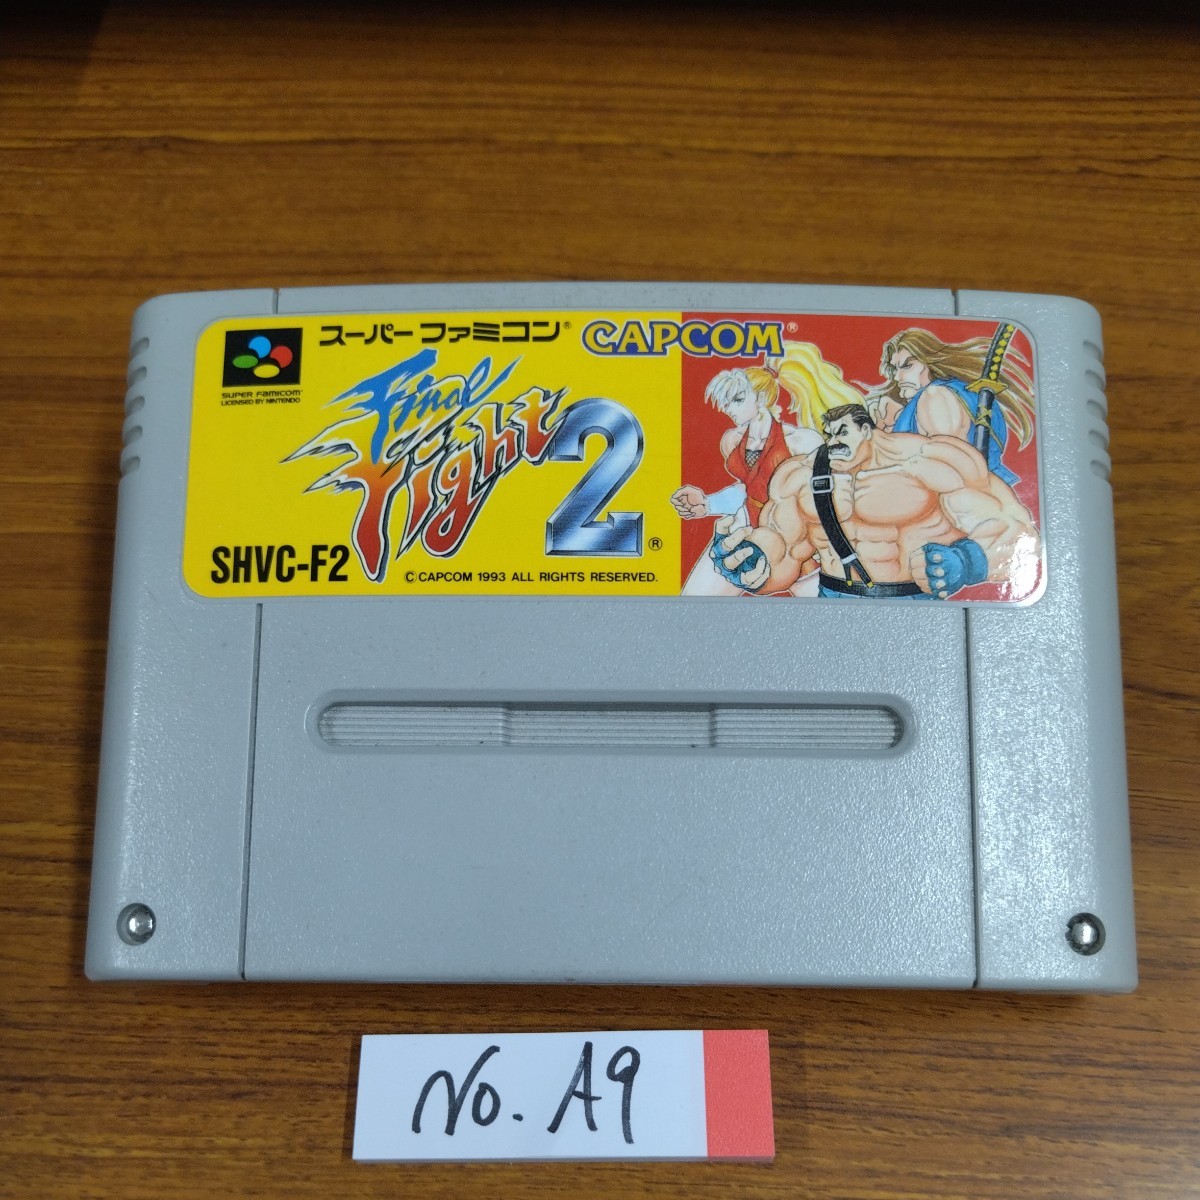 スーパーファミコン®
CAPCOM®
SUPER FAMICOM
LICENSED BY NINTENDO
Final
Fight 2®
SHVC-F2
©CAPCOM 1993 ALL RIGHTS RESERVED.
No. A9